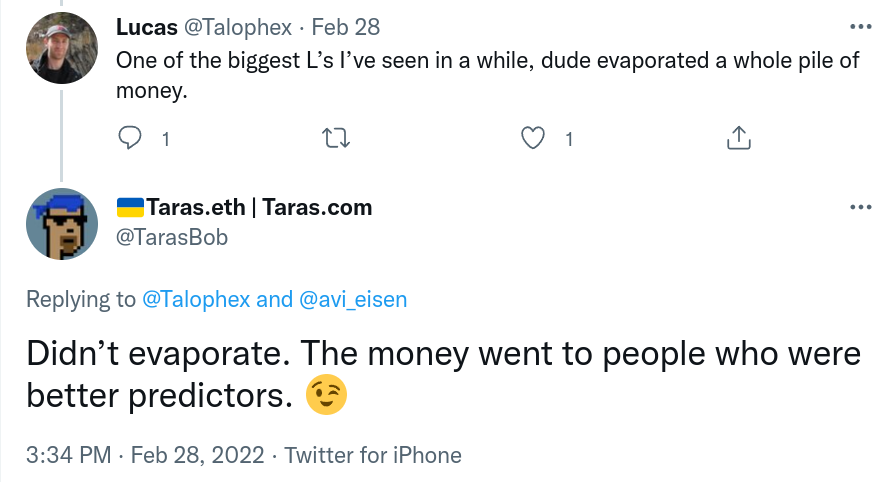 Lucas @Talophex · Feb 28
One of the biggest L’s I’ve seen in a while, dude evaporated a whole pile of
money.
1 1
🇺🇦Taras.eth | Taras.com
@TarasBob
Replying to @Talophex and @avi_eisen
Didn’t evaporate. The money went to people who were
better predictors. 😉
3:34 PM · Feb 28, 2022 · Twitter for iPhone